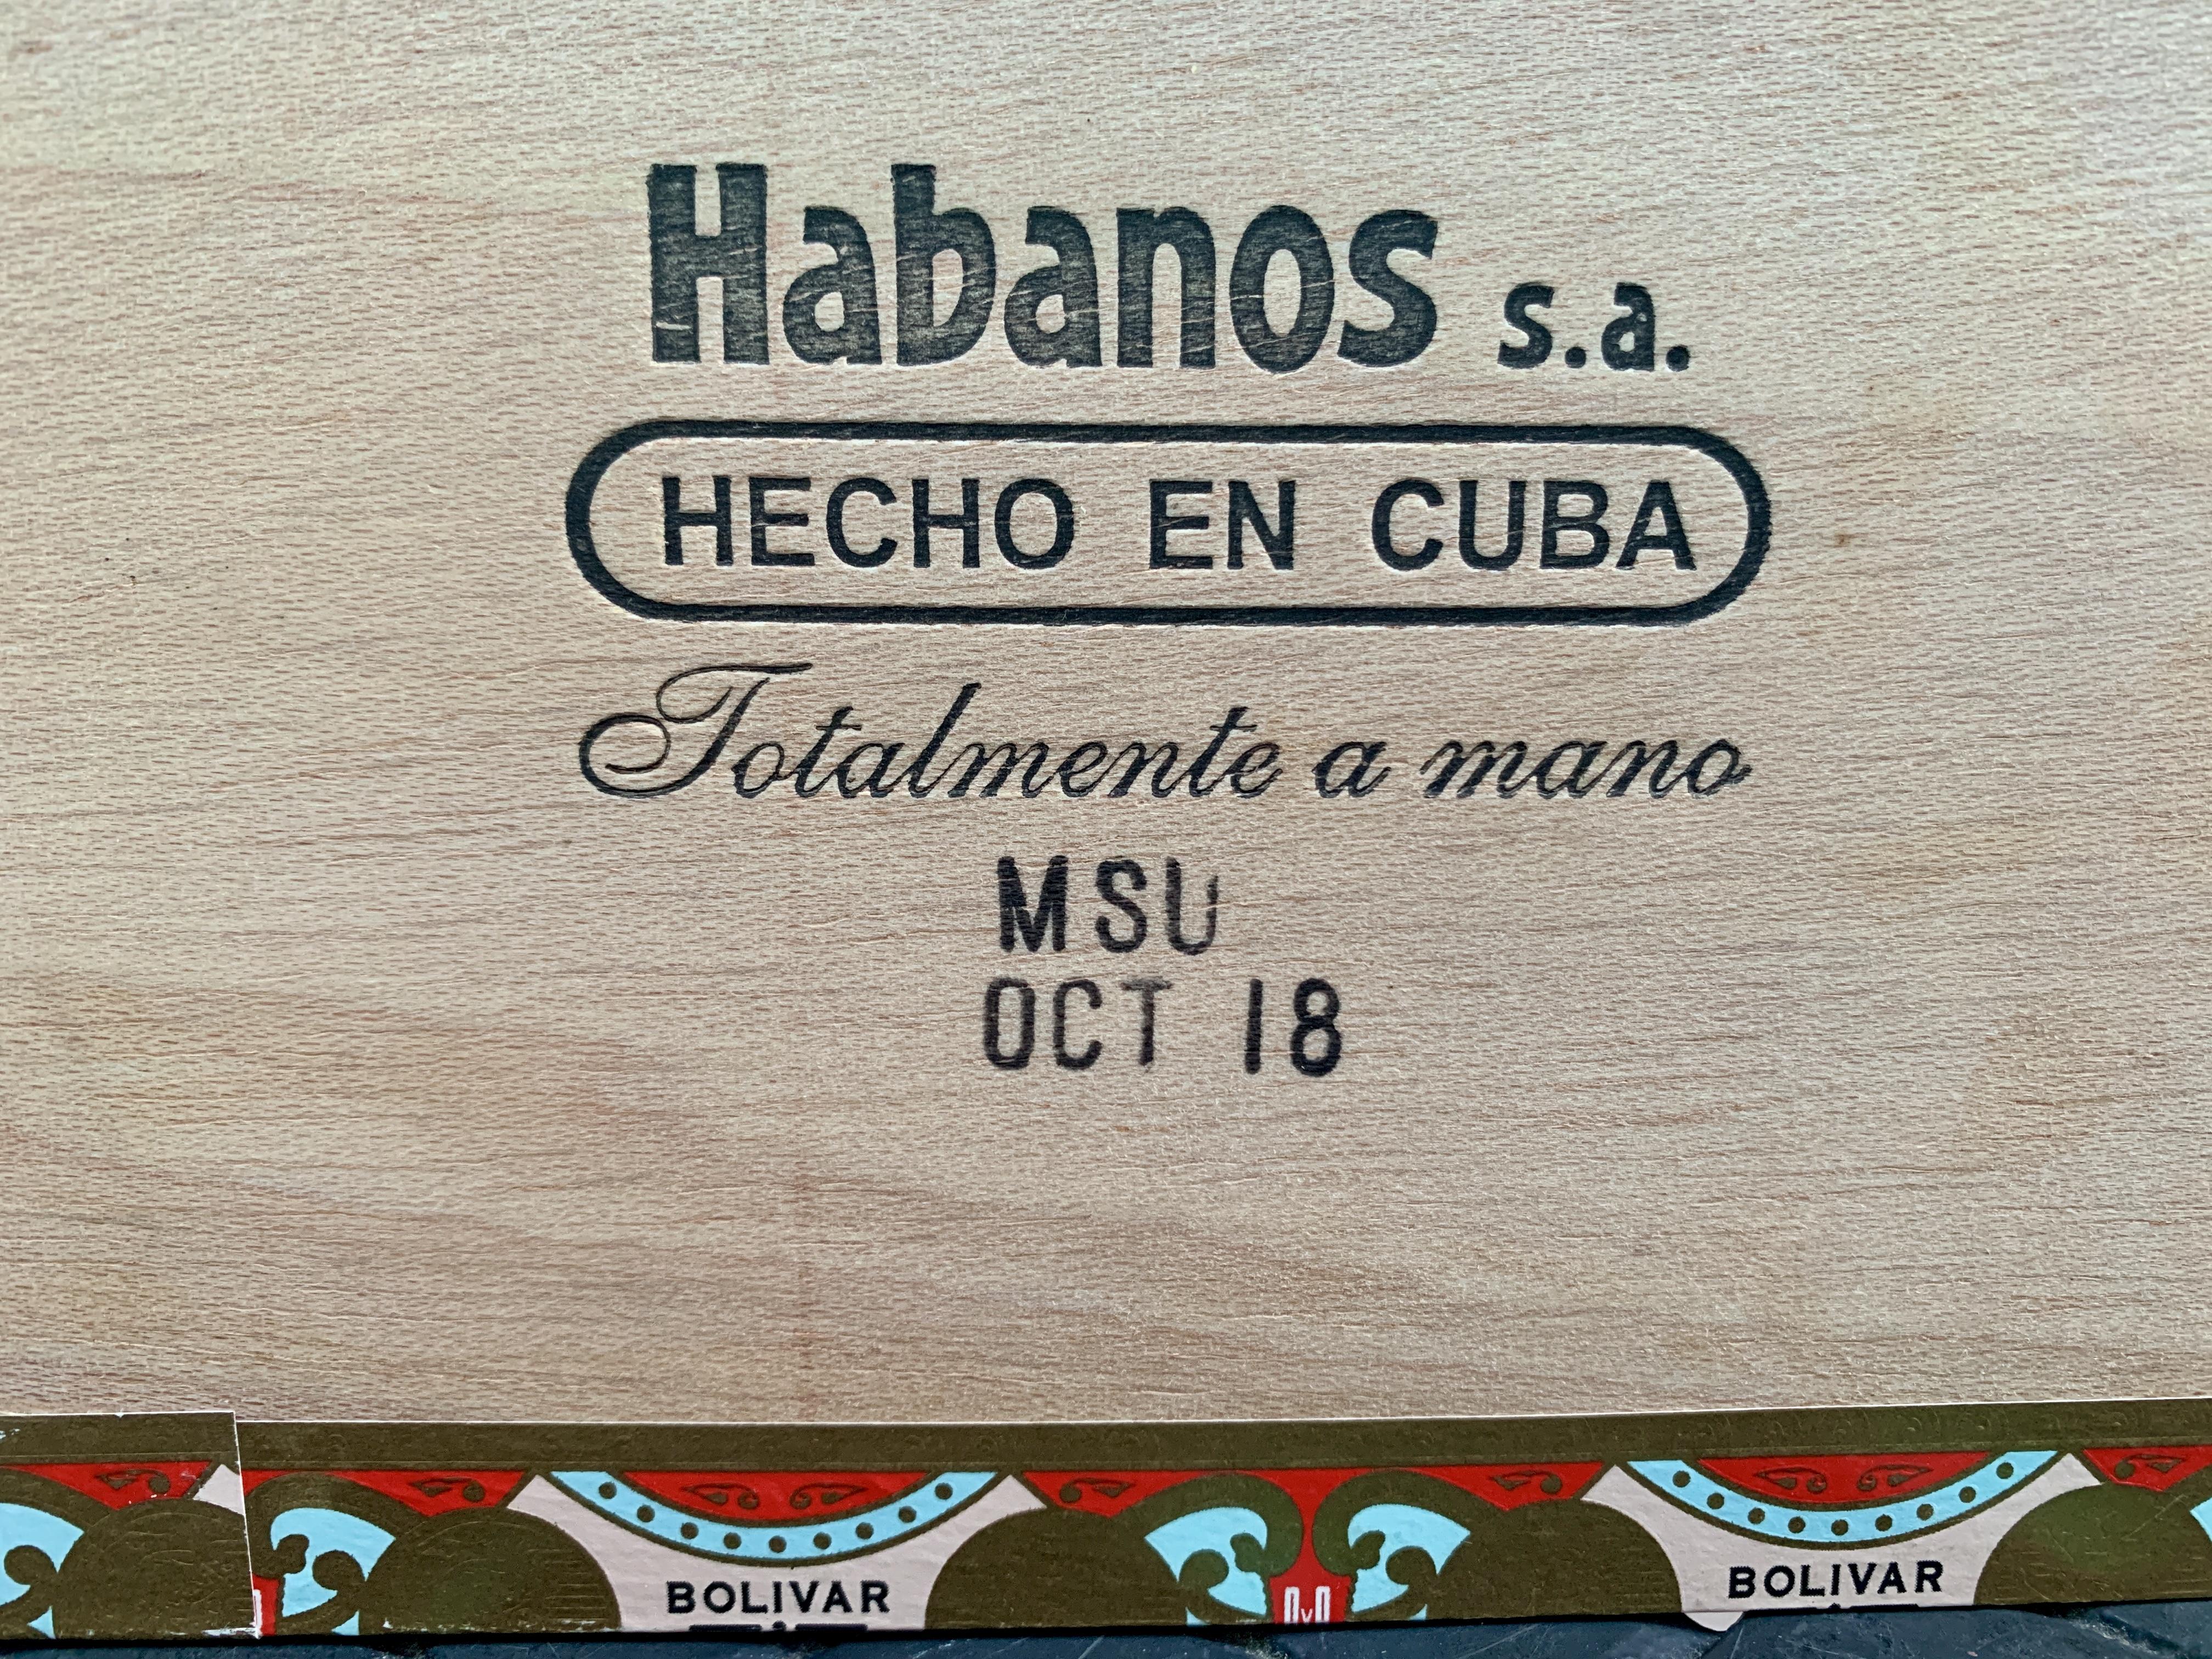 Habanos s.a.
HECHO EN CUBA
Totalmente a mano
MSU
OCT 18
BOLIVAR
BOLIVAR